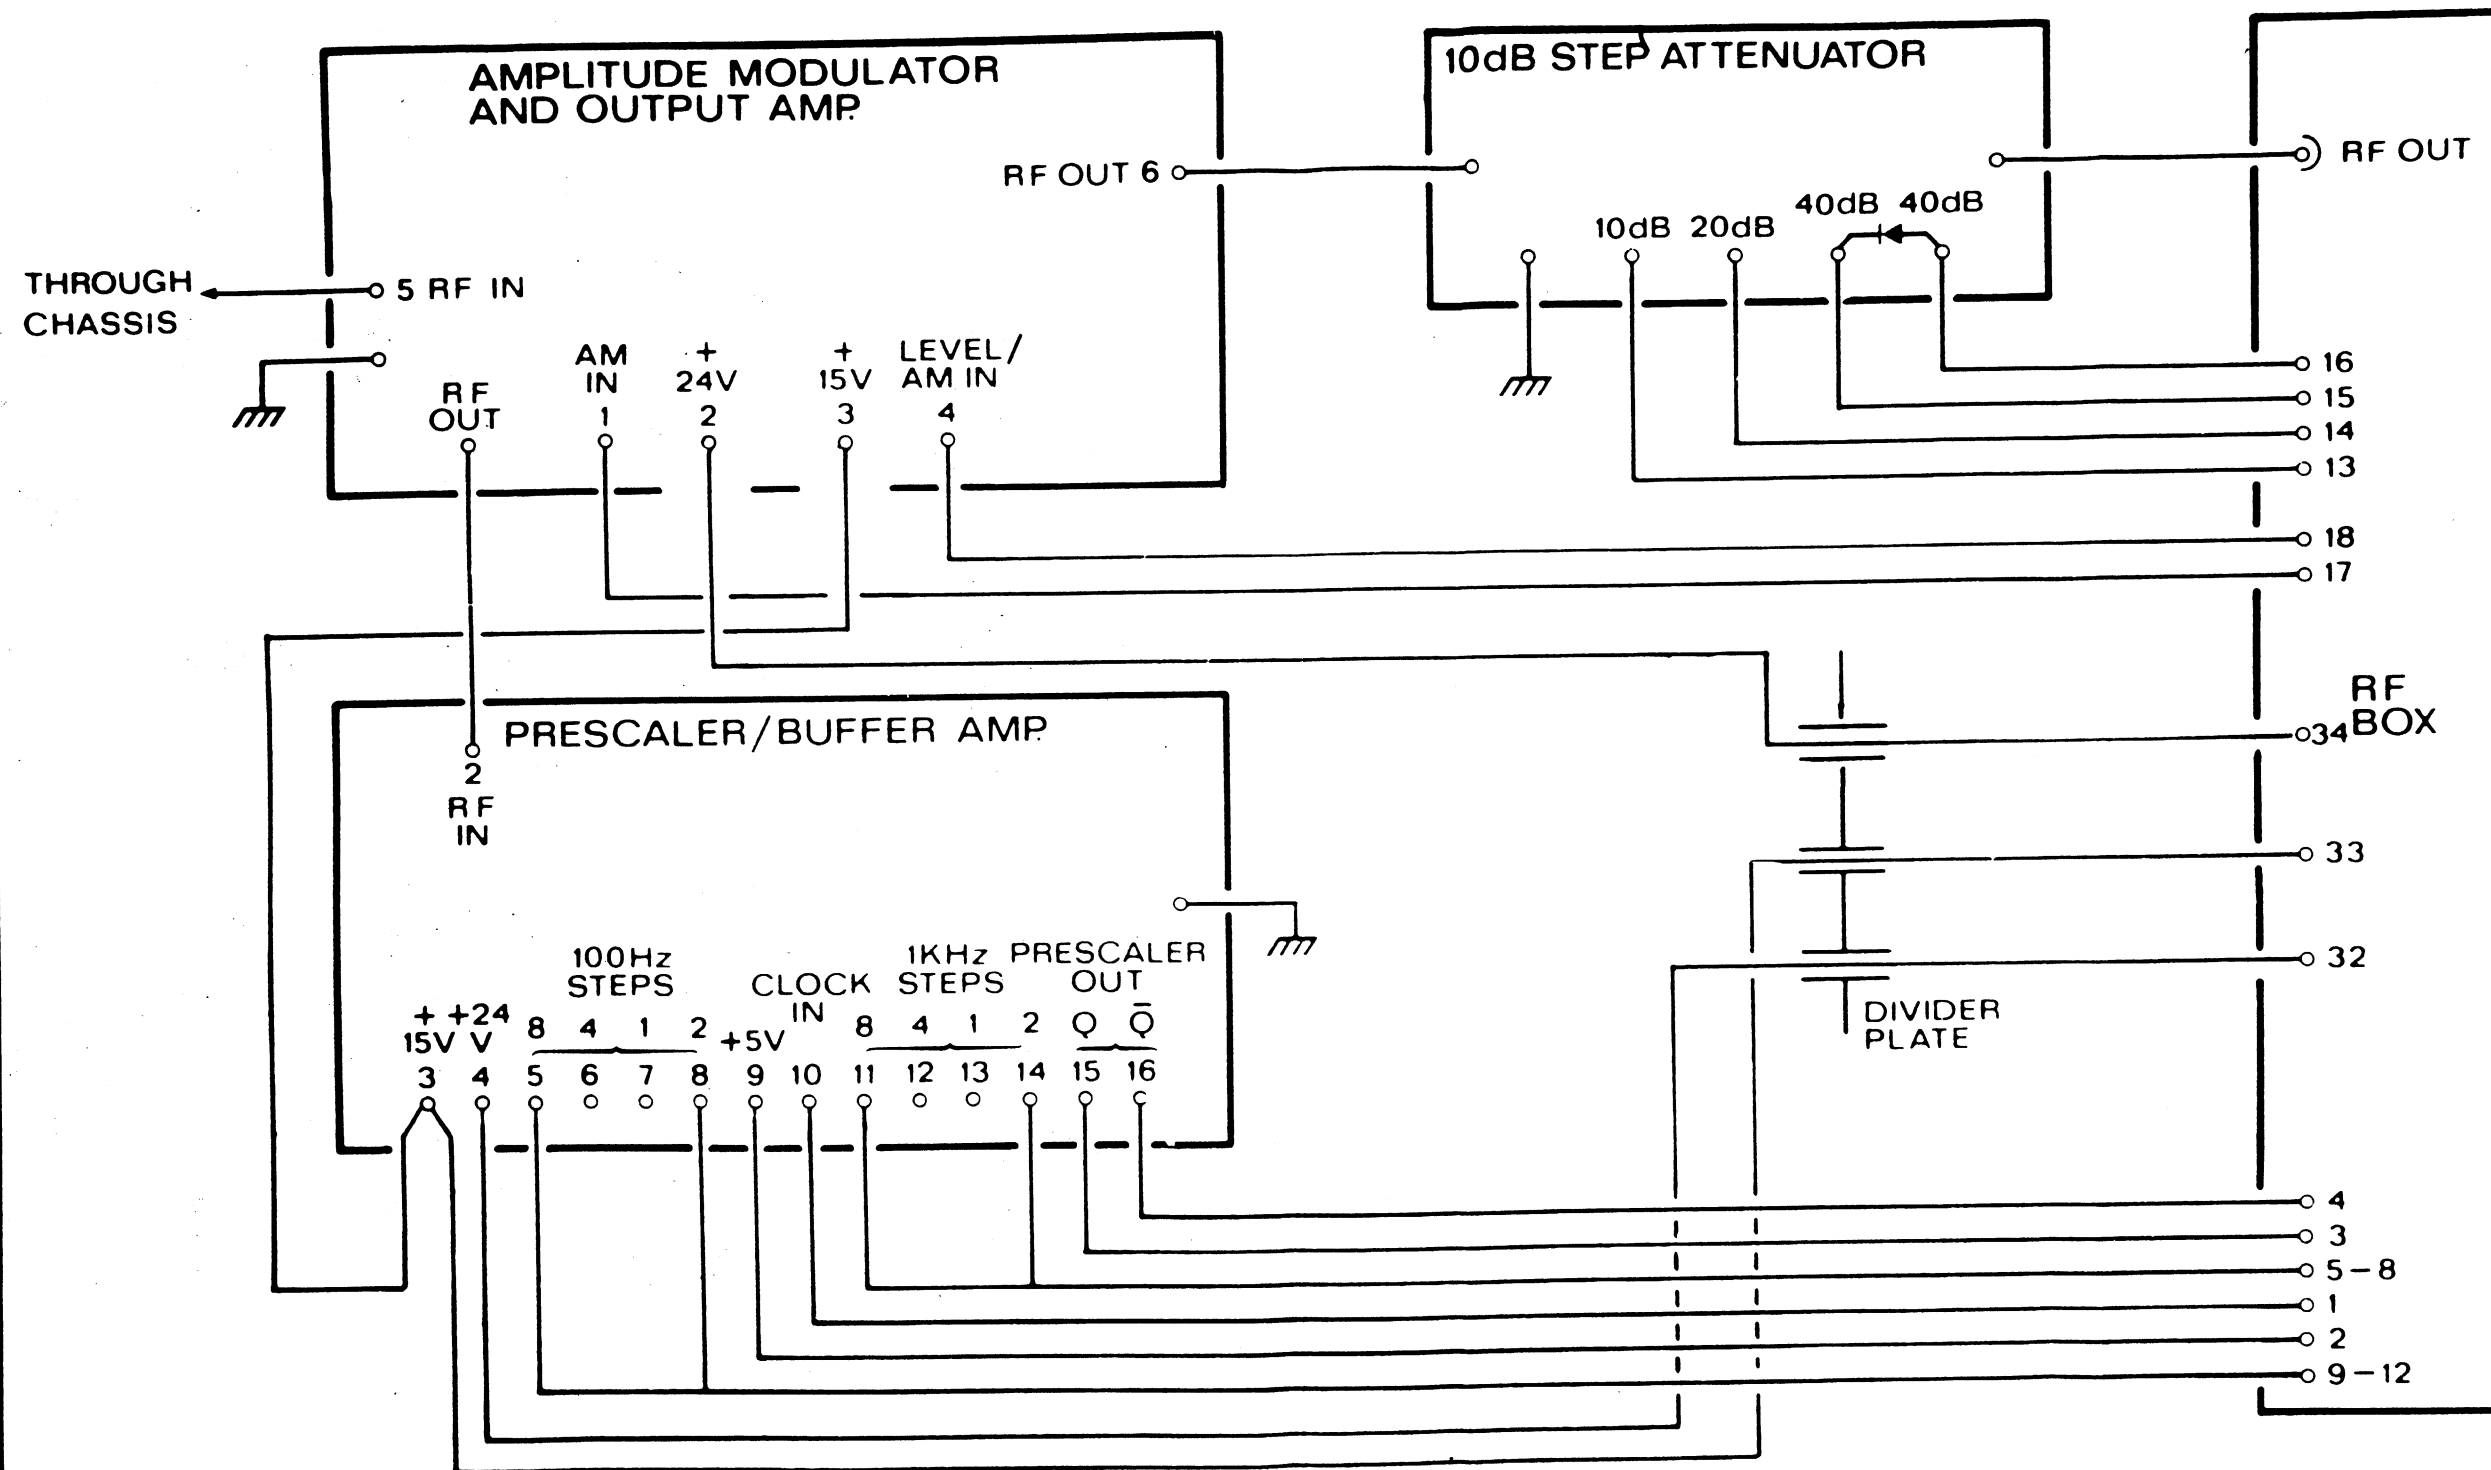 AMPLITUDE MODULATOR
AND OUTPUT AMP.
RF OUT 6
THROUGH
CHASSIS
5 RF IN
RF
OUT
AM
IN
1
+
24V
2
+
15V
3
LEVEL/
AM IN
4
10dB STEP ATTENUATOR
10dB 20dB
40dB 40dB
RF OUT
16
15
14
13
18
17
RF
BOX
34
33
32
DIVIDER
PLATE
PRESCALER/BUFFER AMP.
2
RF
IN
100Hz
STEPS
CLOCK
IN
1KHz
STEPS
PRESCALER
OUT
+
15V
+24
V
8 4 1 2
+5V
8 4 1 2
Q Q̅
3 4 5 6 7 8 9 10 11 12 13 14 15 16
4
3
5-8
1
2
9-12